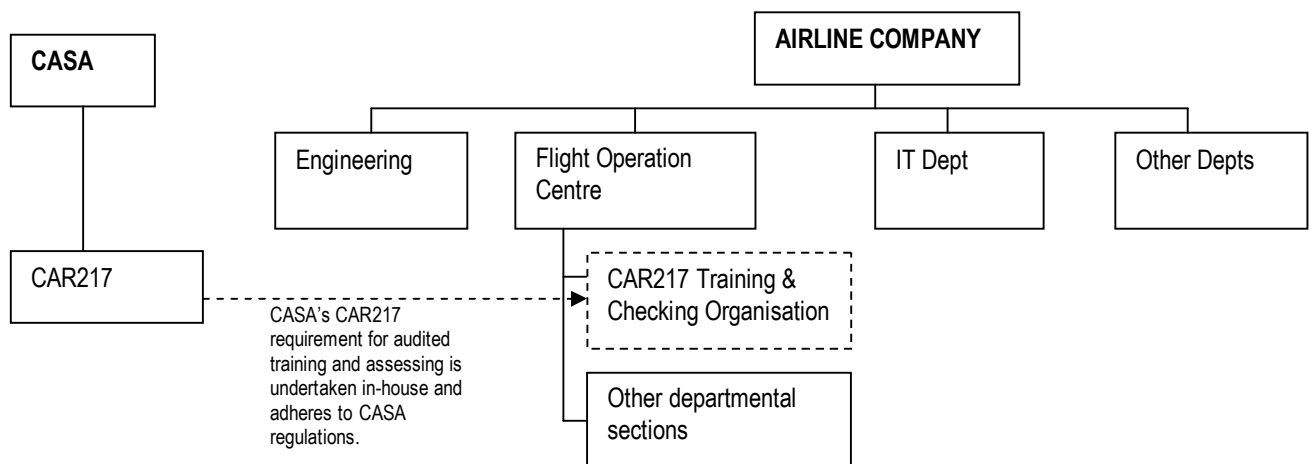 CASA
AIRLINE COMPANY
Engineering
Flight Operation
Centre
IT Dept
Other Depts
CAR217
CAR217 Training &
Checking Organisation
CASA’s CAR217
requirement for audited
training and assessing is
undertaken in-house and
adheres to CASA
regulations.
Other departmental
sections